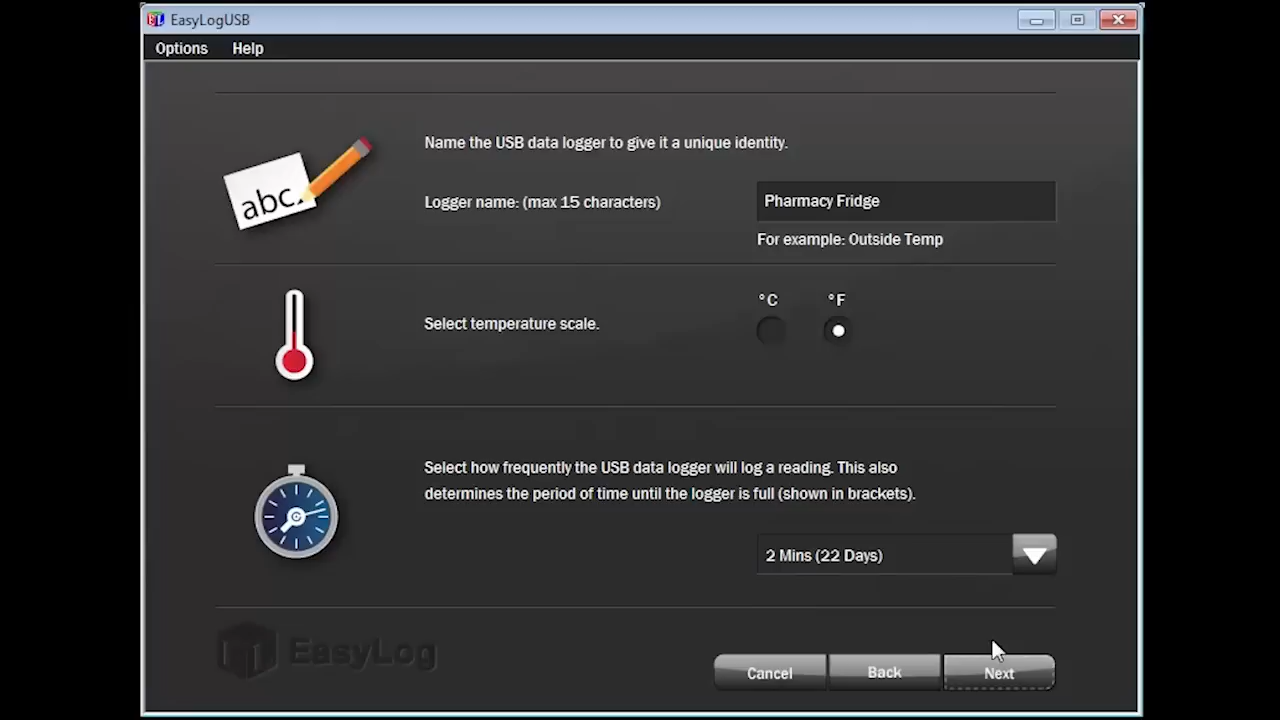 EasyLogUSB
Options Help
Name the USB data logger to give it a unique identity.
abc.
Logger name: (max 15 characters) Pharmacy Fridge
For example: Outside Temp
°C °F
Select temperature scale.
Select how frequently the USB data logger will log a reading. This also
determines the period of time until the logger is full (shown in brackets).
2 Mins (22 Days)
EasyLog
Cancel Back Next